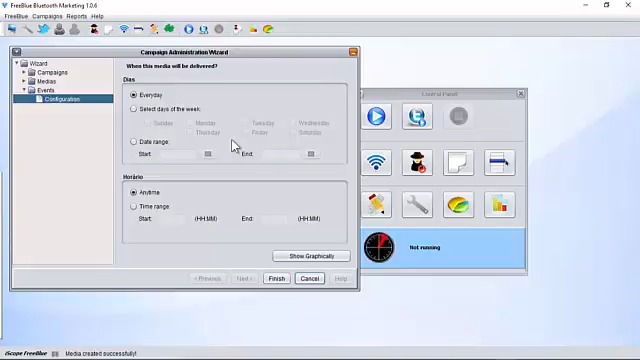 FreeBlue Bluetooth Marketing 1.0.6
FreeBlue Campaigns Reports Help
Campaign Administration Wizard
Wizard
Campaigns
Medias
Events
Configuration
When this media will be delivered?
Dias
Everyday
Select days of the week:
Sunday Monday Tuesday Wednesday
Thursday Friday Saturday
Date range:
Start: End:
Horário
Anytime
Time range:
Start: (HH:MM) End: (HH:MM)
Show Graphically
< Previous Next > Finish Cancel Help
Control Panel
Not running
iScope FreeBlue Media created successfully!